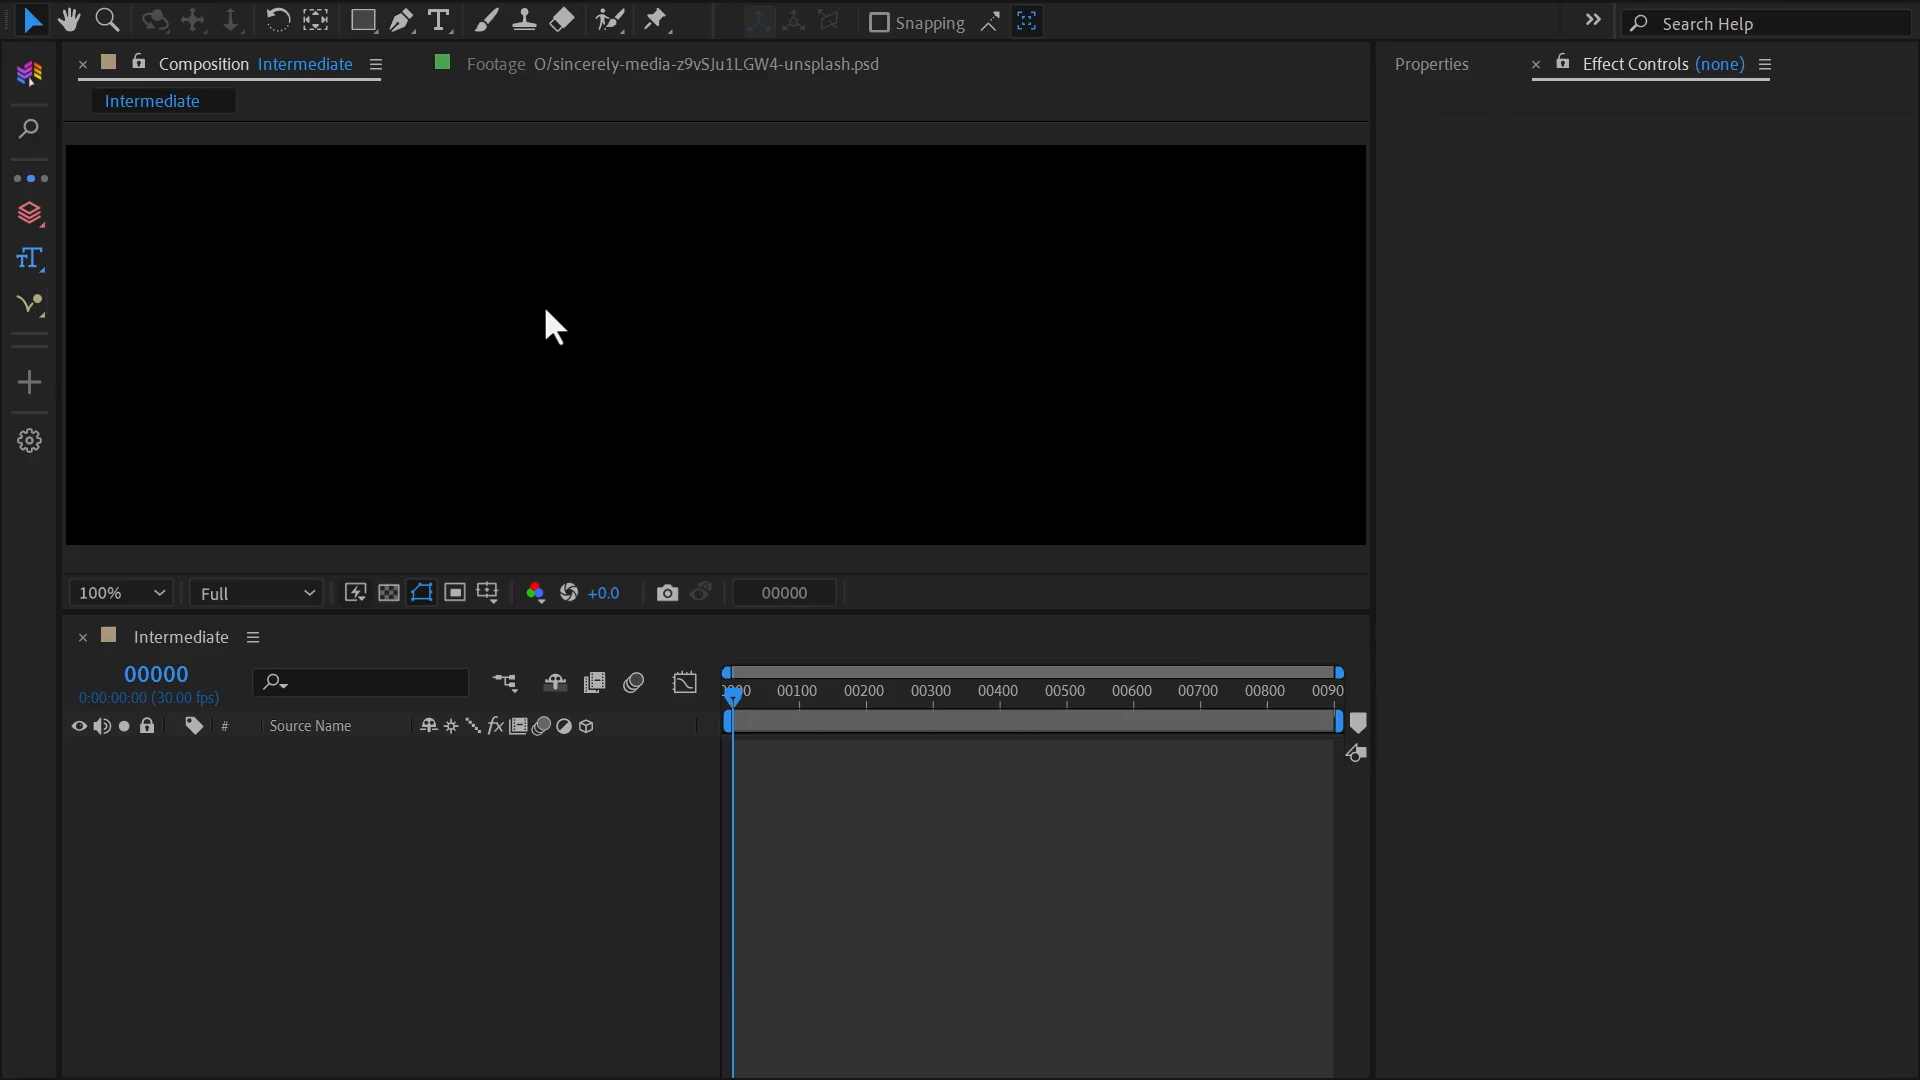 Snapping
Search Help
Composition Intermediate
Footage O/sincerely-media-z9vSJu1LGW4-unsplash.psd
Properties
Effect Controls (none)
Intermediate
100%
Full
+0.0
00000
Intermediate
00000
0:00:00:00 (30.00 fps)
00100 00200 00300 00400 00500 00600 00700 00800 0090
# Source Name